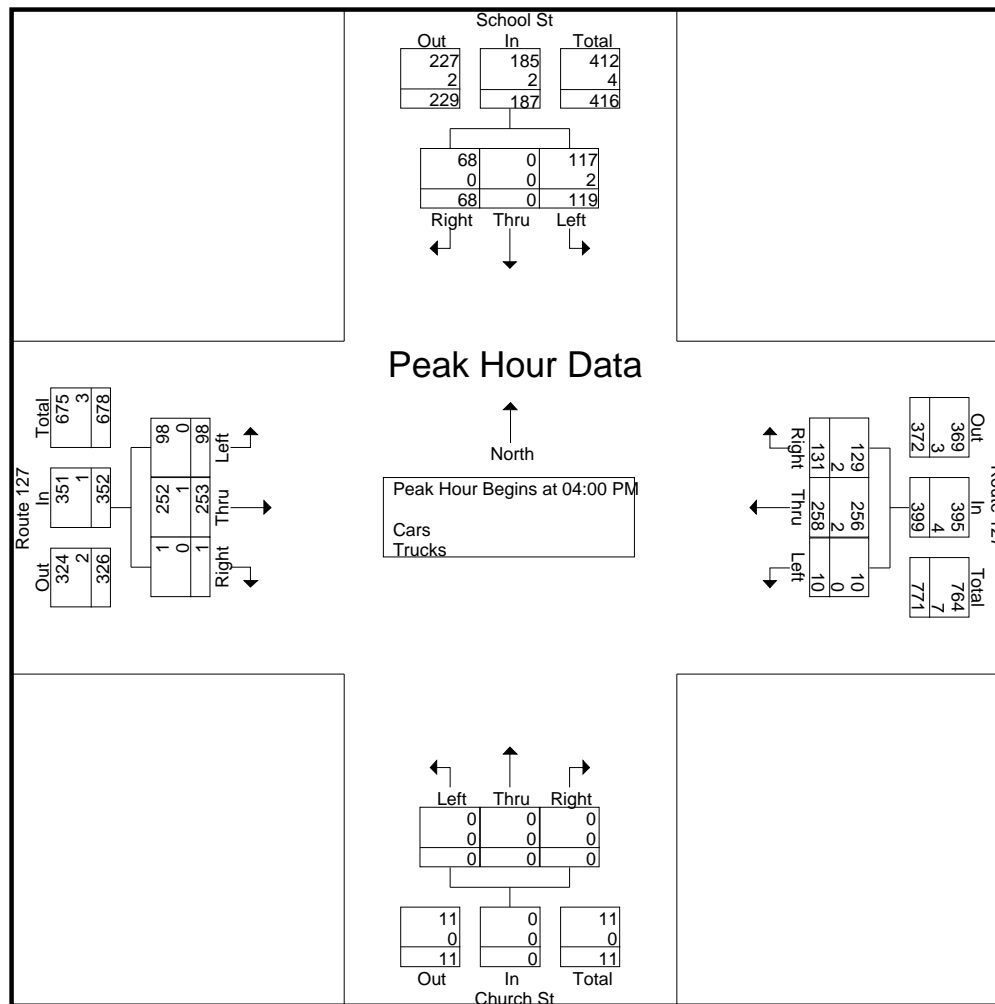 School St
Out In Total
227 185 412
2 2 4
229 187 416
68 0 117
0 0 2
68 0 119
Right Thru Left
Peak Hour Data
North
Peak Hour Begins at 04:00 PM
Cars
Trucks
Route 127
Total In Out
675 351 324
3 1 2
678 352 326
98 252 1
0 1 0
98 253 1
Left Thru Right
Route 127
Out In Total
369 395 764
3 4 7
372 399 771
129 256 10
2 2 0
131 258 10
Right Thru Left
Left Thru Right
0 0 0
0 0 0
0 0 0
11 0 11
0 0 0
11 0 11
Out In Total
Church St